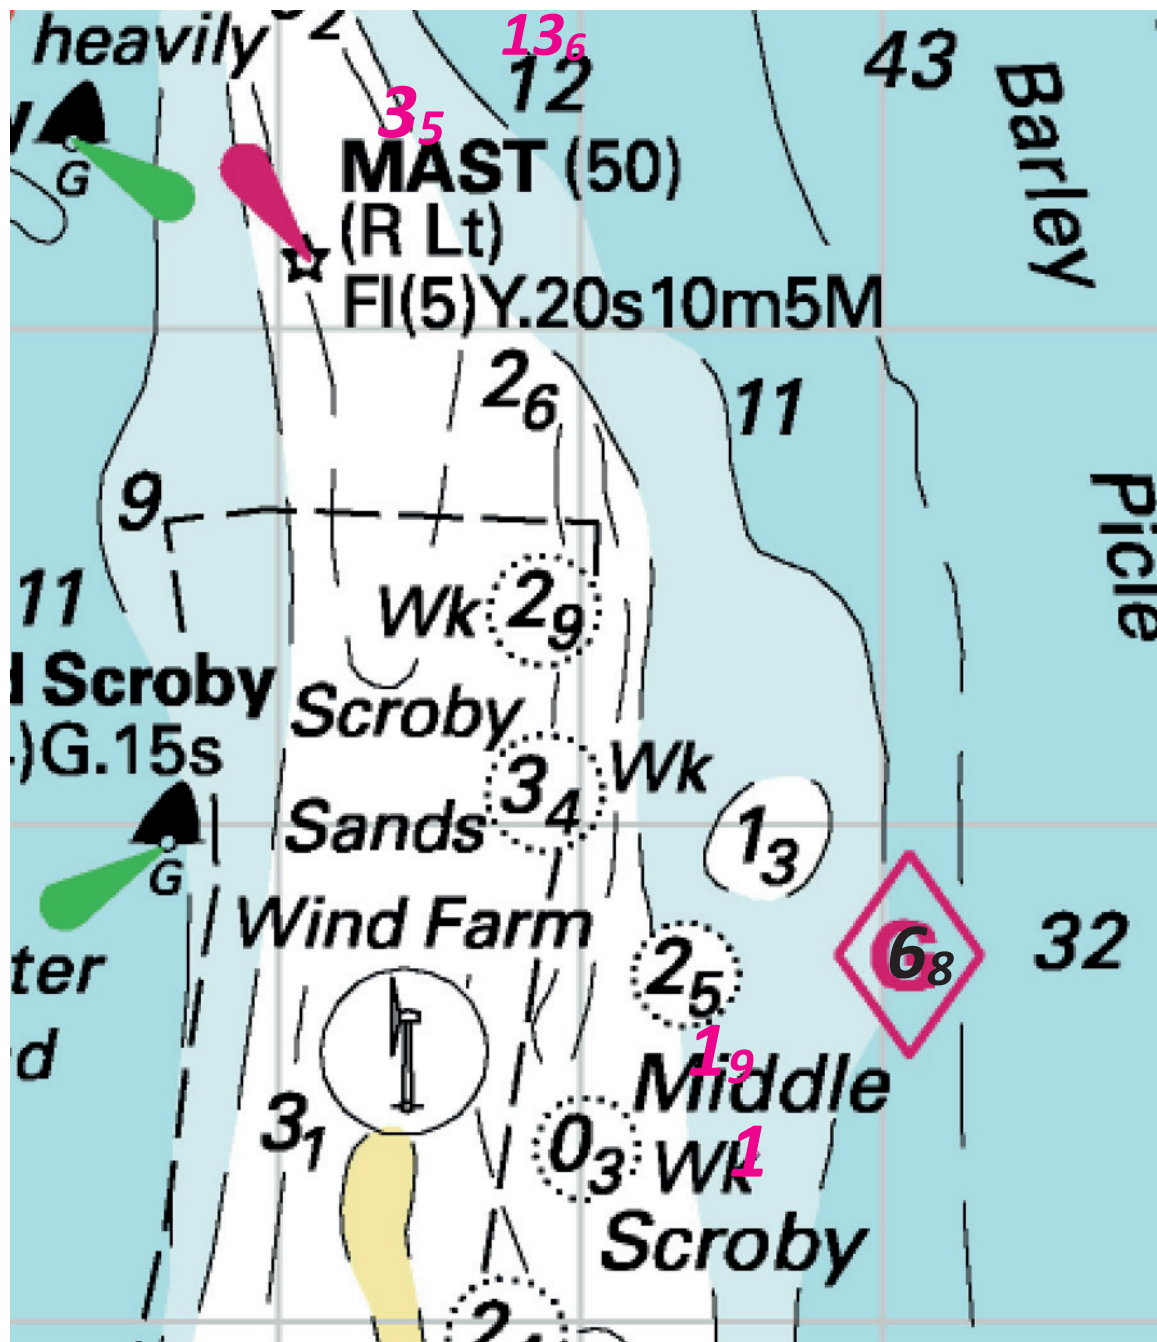 heavily
13₆
12
43
Barley
3₅
MAST (50)
(R Lt)
Fl(5)Y.20s10m5M
G
2₆
11
9
Picle
11
Wk 2₉
Scroby
)G.15s
Scroby
3₄ Wk
Sands
1₃
G
Wind Farm
6₈
32
2₅
1₉
Middle
3₁
0₃ Wk
1
Scroby